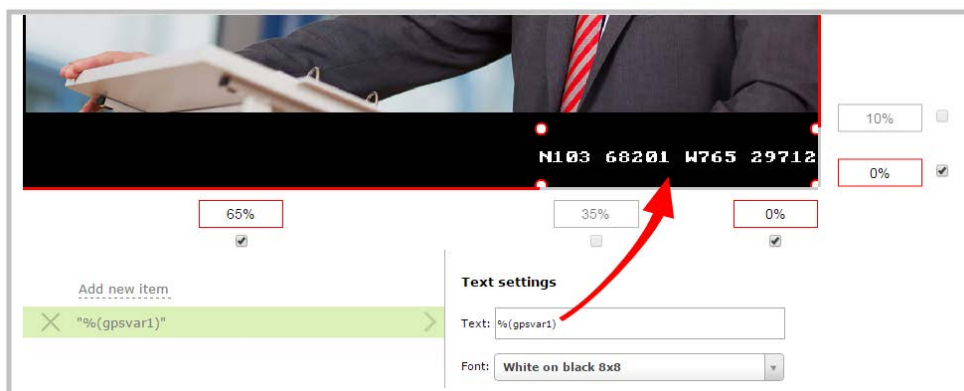 N103 68201 W765 29712
10%
0%
65%
35%
0%
Add new item
"%(gpsvar1)"
Text settings
Text: %(gpsvar1)
Font: White on black 8x8